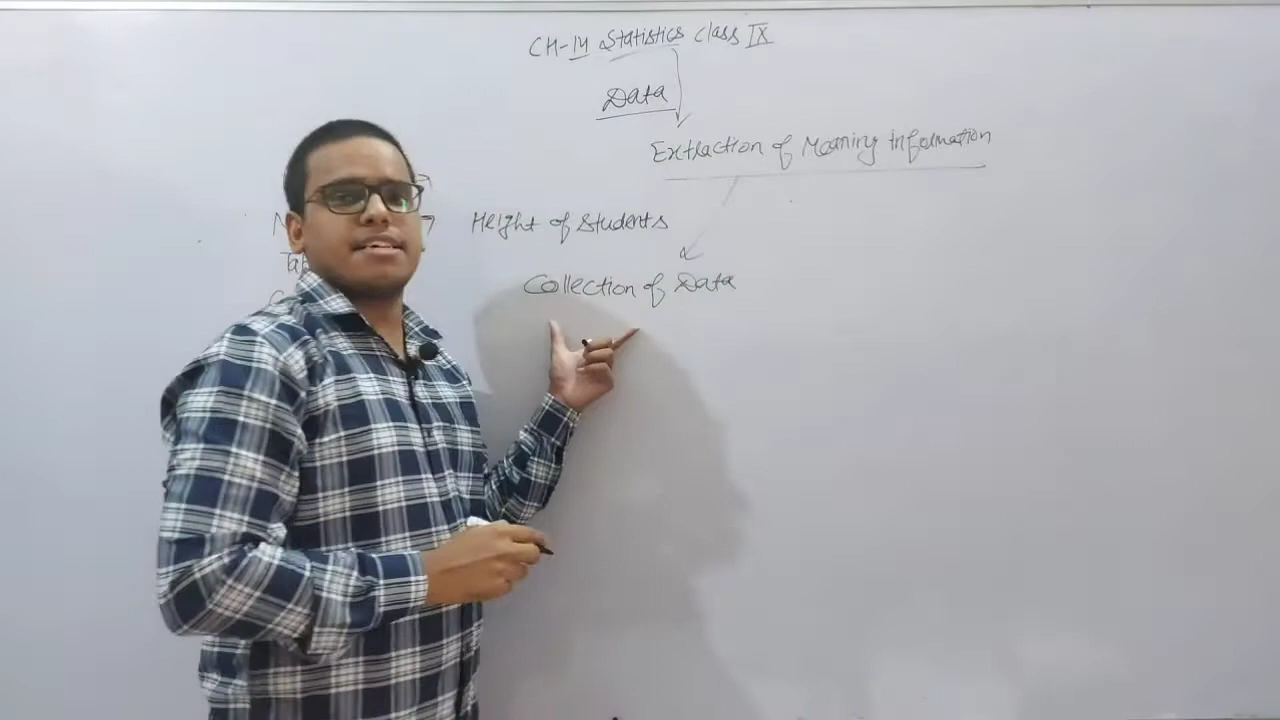 CH-14 Statistics Class IX
Data
Extraction of Meaning Information
Height of Students
Collection of Data